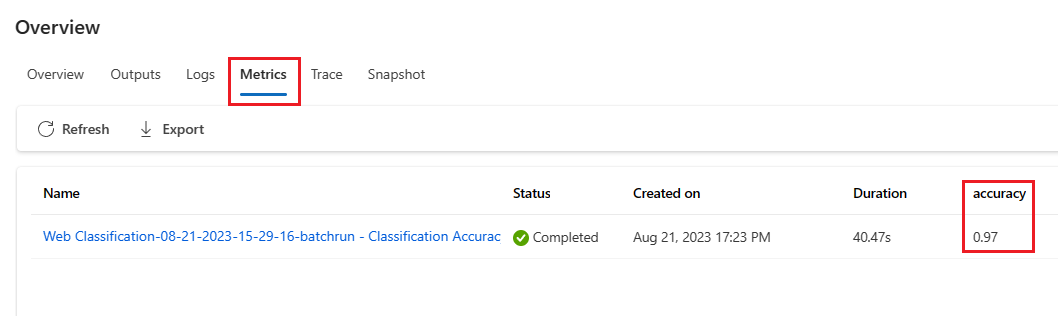 Overview
Overview Outputs Logs Metrics Trace Snapshot
Refresh Export
Name Status Created on Duration accuracy
Web Classification-08-21-2023-15-29-16-batchrun - Classification Accurac Completed Aug 21, 2023 17:23 PM 40.47s 0.97